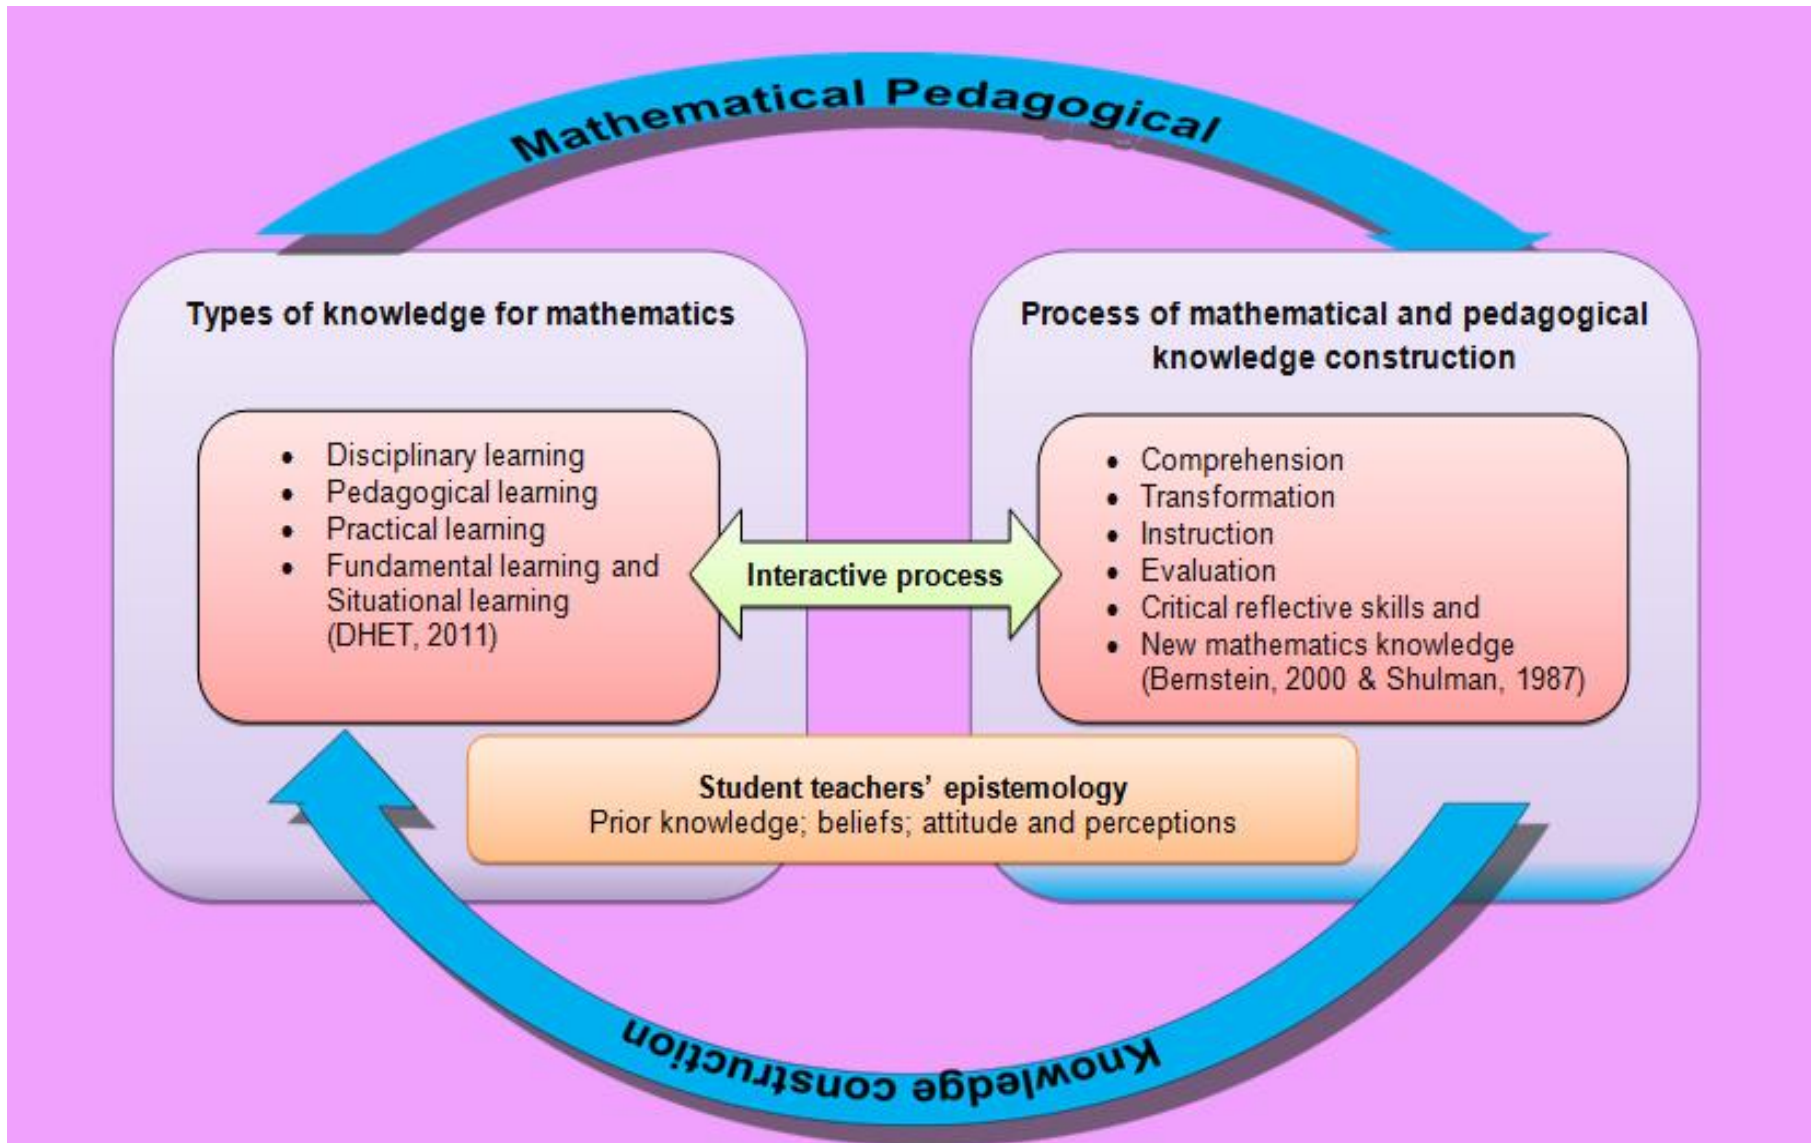 Mathematical Pedagogical
Types of knowledge for mathematics
• Disciplinary learning
• Pedagogical learning
• Practical learning
• Fundamental learning and
Situational learning
(DHET, 2011)
Interactive process
Process of mathematical and pedagogical
knowledge construction
• Comprehension
• Transformation
• Instruction
• Evaluation
• Critical reflective skills and
• New mathematics knowledge
(Bernstein, 2000 & Shulman, 1987)
Student teachers’ epistemology
Prior knowledge; beliefs; attitude and perceptions
Knowledge construction